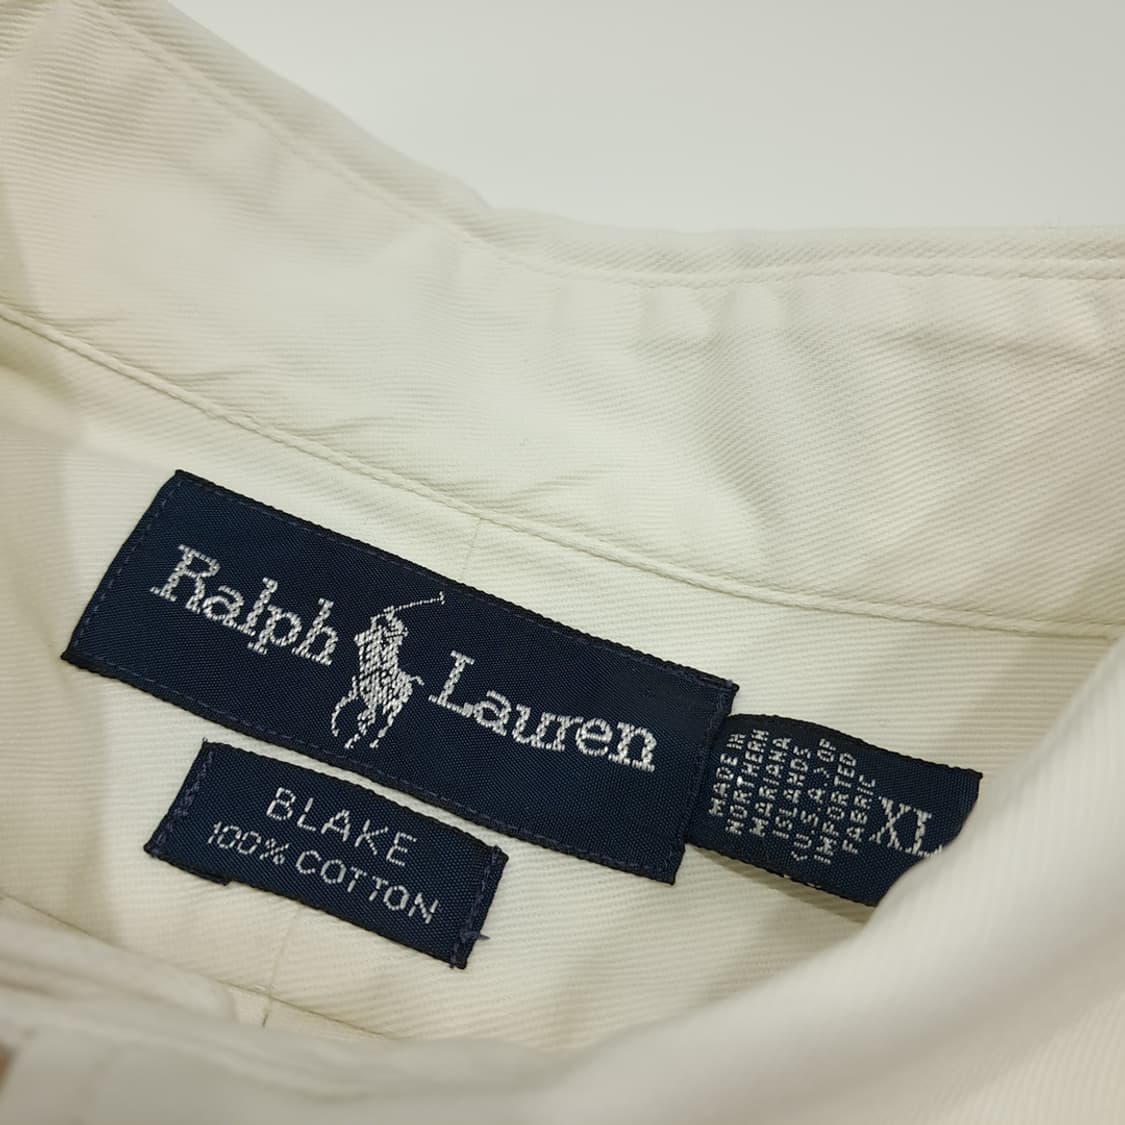 Ralph Lauren
BLAKE
100% COTTON
MADE IN
NORTHERN
MARIANA
ISLANDS
(U.S.A.) OF
IMPORTED
FABRIC
XL